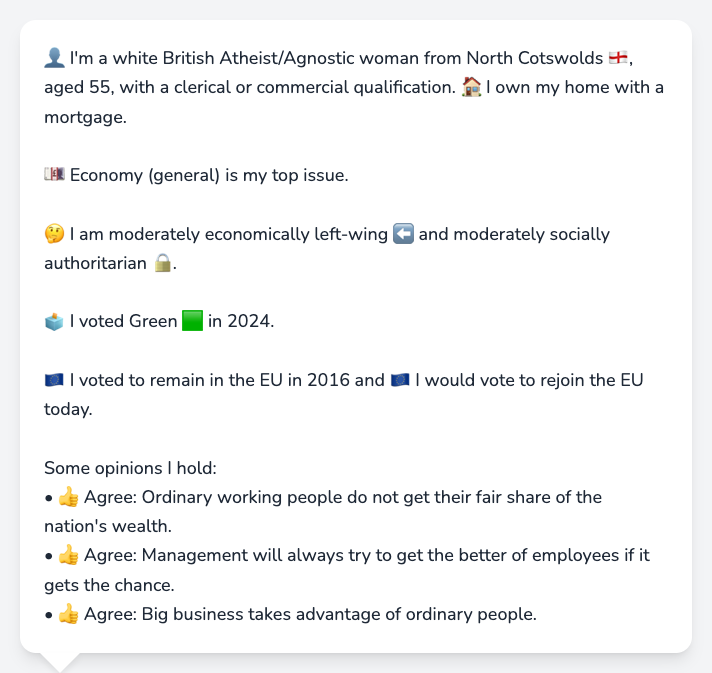 👤 I'm a white British Atheist/Agnostic woman from North Cotswolds 🏴󠁧󠁢󠁥󠁮󠁧󠁿,
aged 55, with a clerical or commercial qualification. 🏠 I own my home with a
mortgage.
💷 Economy (general) is my top issue.
🤔 I am moderately economically left-wing ⬅️ and moderately socially
authoritarian 🔒.
🗳️ I voted Green 🟩 in 2024.
🇪🇺 I voted to remain in the EU in 2016 and 🇪🇺 I would vote to rejoin the EU
today.
Some opinions I hold:
• 👍 Agree: Ordinary working people do not get their fair share of the
nation's wealth.
• 👍 Agree: Management will always try to get the better of employees if it
gets the chance.
• 👍 Agree: Big business takes advantage of ordinary people.